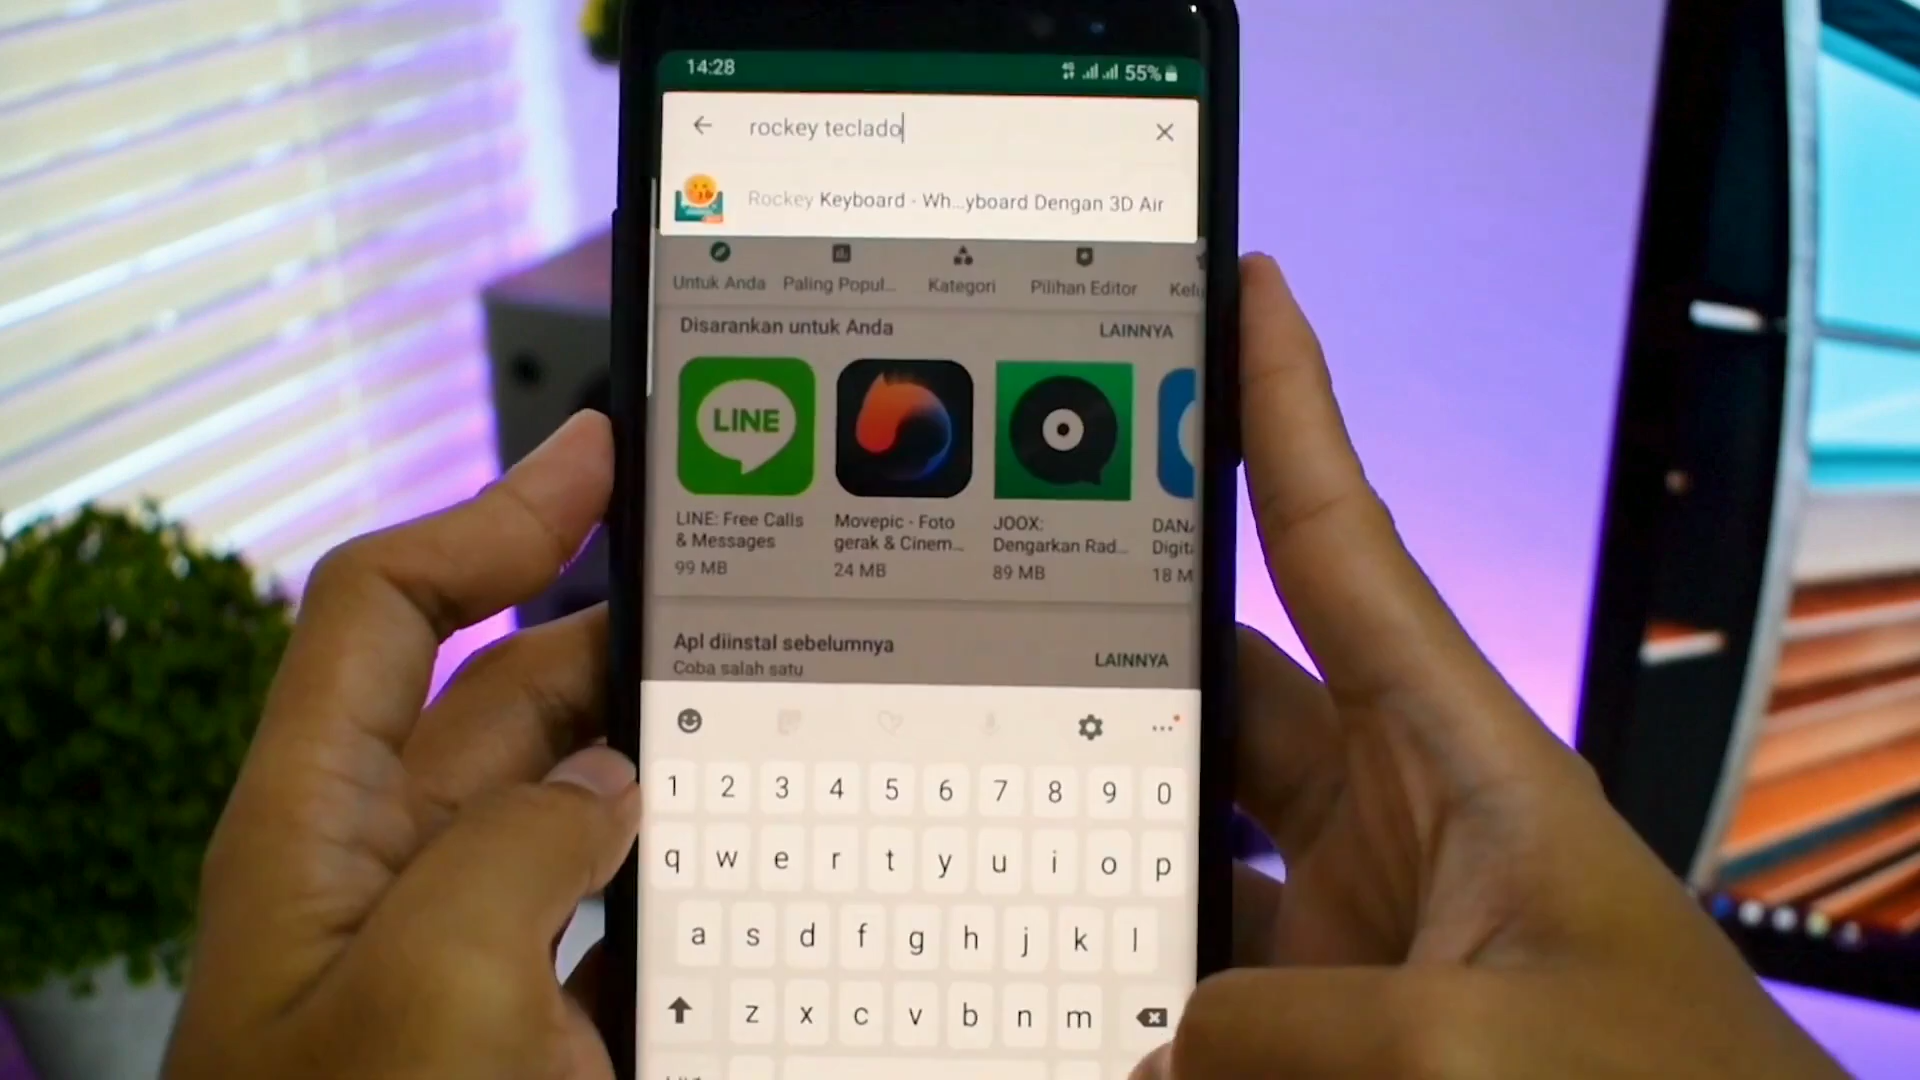 14:28 55%
rockey teclado
Rockey Keyboard - Wh...yboard Dengan 3D Air
Untuk Anda Paling Popul... Kategori Pilihan Editor
Disarankan untuk Anda LAINNYA
LINE
LINE: Free Calls & Messages
99 MB
Movepic - Foto gerak & Cinem...
24 MB
JOOX: Dengarkan Rad...
89 MB
DANA
Digit
18 M
Apl diinstal sebelumnya LAINNYA
Coba salah satu
1 2 3 4 5 6 7 8 9 0
q w e r t y u i o p
a s d f g h j k l
z x c v b n m